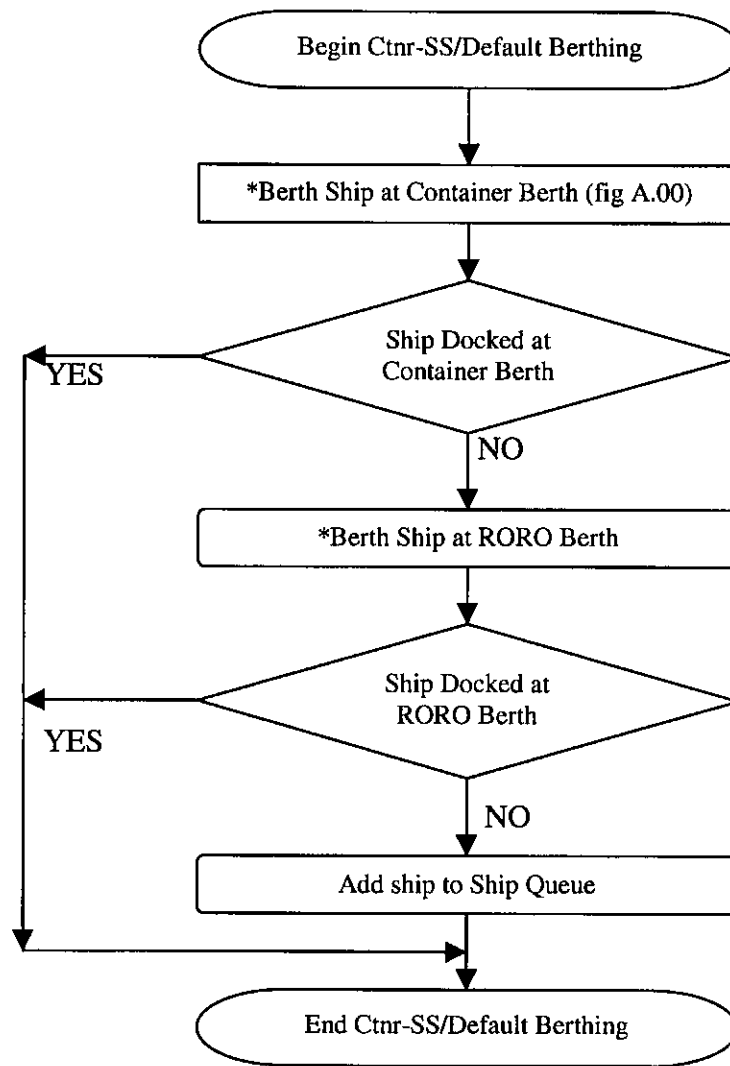 Begin Ctnr-SS/Default Berthing
*Berth Ship at Container Berth (fig A.00)
Ship Docked at
Container Berth
YES
NO
*Berth Ship at RORO Berth
Ship Docked at
RORO Berth
YES
NO
Add ship to Ship Queue
End Ctnr-SS/Default Berthing